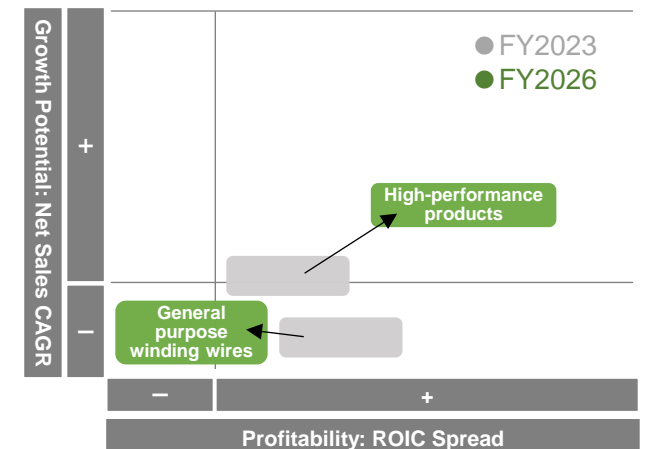 Growth Potential: Net Sales CAGR
+
−
FY2023
FY2026
High-performance
products
General
purpose
winding wires
−
+
Profitability: ROIC Spread